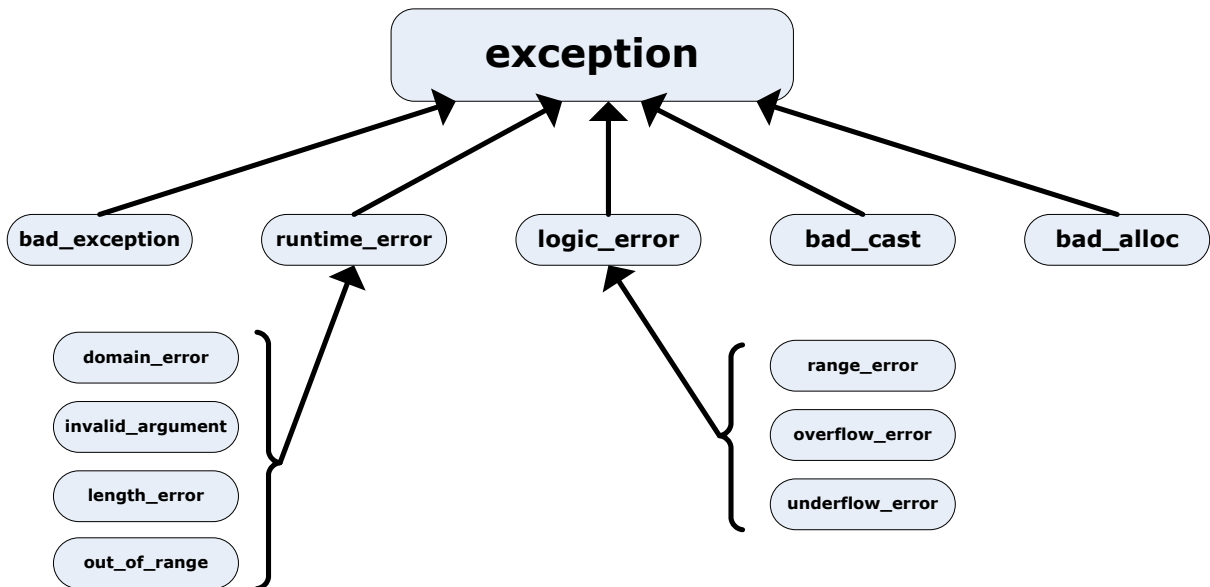 exception
bad_exception
runtime_error
logic_error
bad_cast
bad_alloc
domain_error
invalid_argument
length_error
out_of_range
range_error
overflow_error
underflow_error